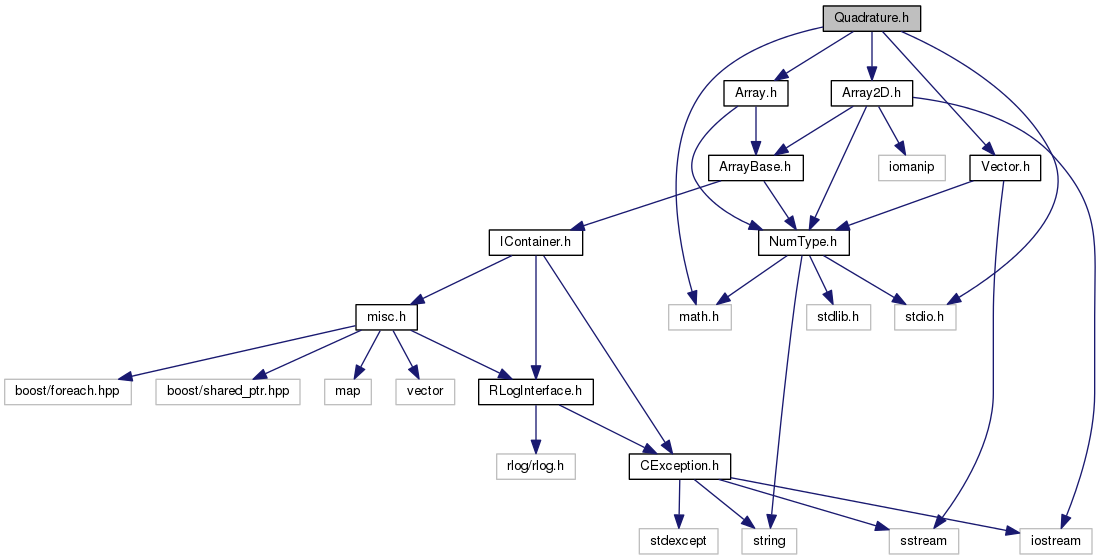 Quadrature.h
Array.h
Array2D.h
ArrayBase.h
iomanip
Vector.h
IContainer.h
NumType.h
misc.h
math.h
stdlib.h
stdio.h
boost/foreach.hpp
boost/shared_ptr.hpp
map
vector
RLogInterface.h
rlog/rlog.h
CException.h
stdexcept
string
sstream
iostream